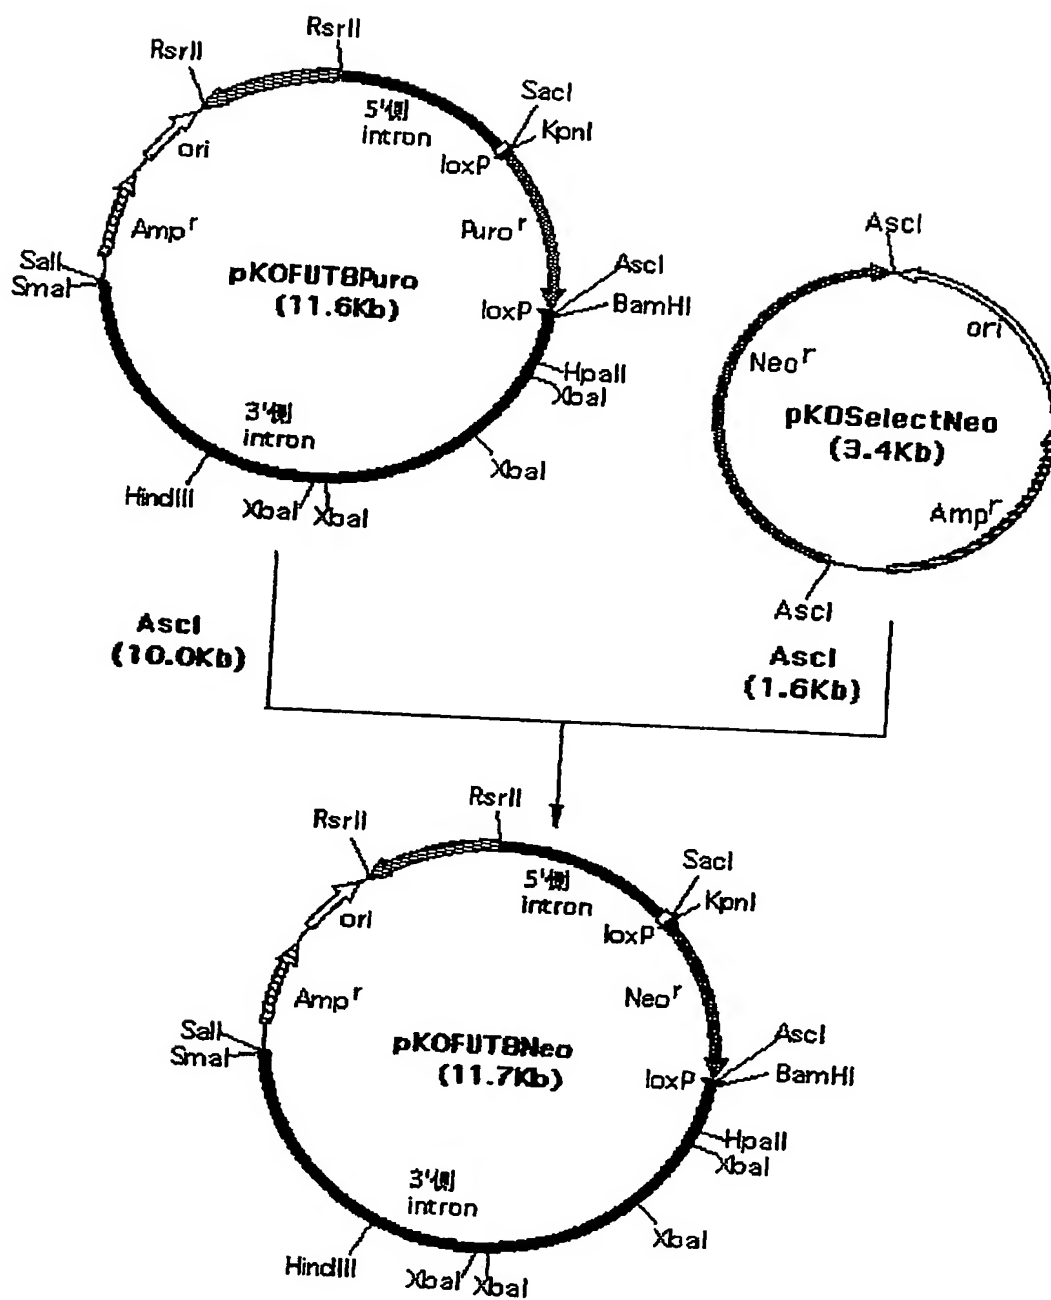 RsrII
RsrII
5'側
intron
SacI
KpnI
loxP
ori
Amp^r
Puro^r
SalI
SmaI
pKOFUT8Puro
(11.6Kb)
AscI
loxP
BamHI
HpaII
XbaI
3'側
intron
XbaI
HindIII
XbaI
XbaI
AscI
ori
Neo^r
pKOSelectNeo
(3.4Kb)
Amp^r
AscI
AscI
(10.0Kb)
AscI
(1.6Kb)
RsrII
RsrII
5'側
intron
SacI
KpnI
loxP
ori
Amp^r
Neo^r
SalI
SmaI
pKOFUT8Neo
(11.7Kb)
AscI
loxP
BamHI
HpaII
XbaI
3'側
intron
XbaI
HindIII
XbaI
XbaI